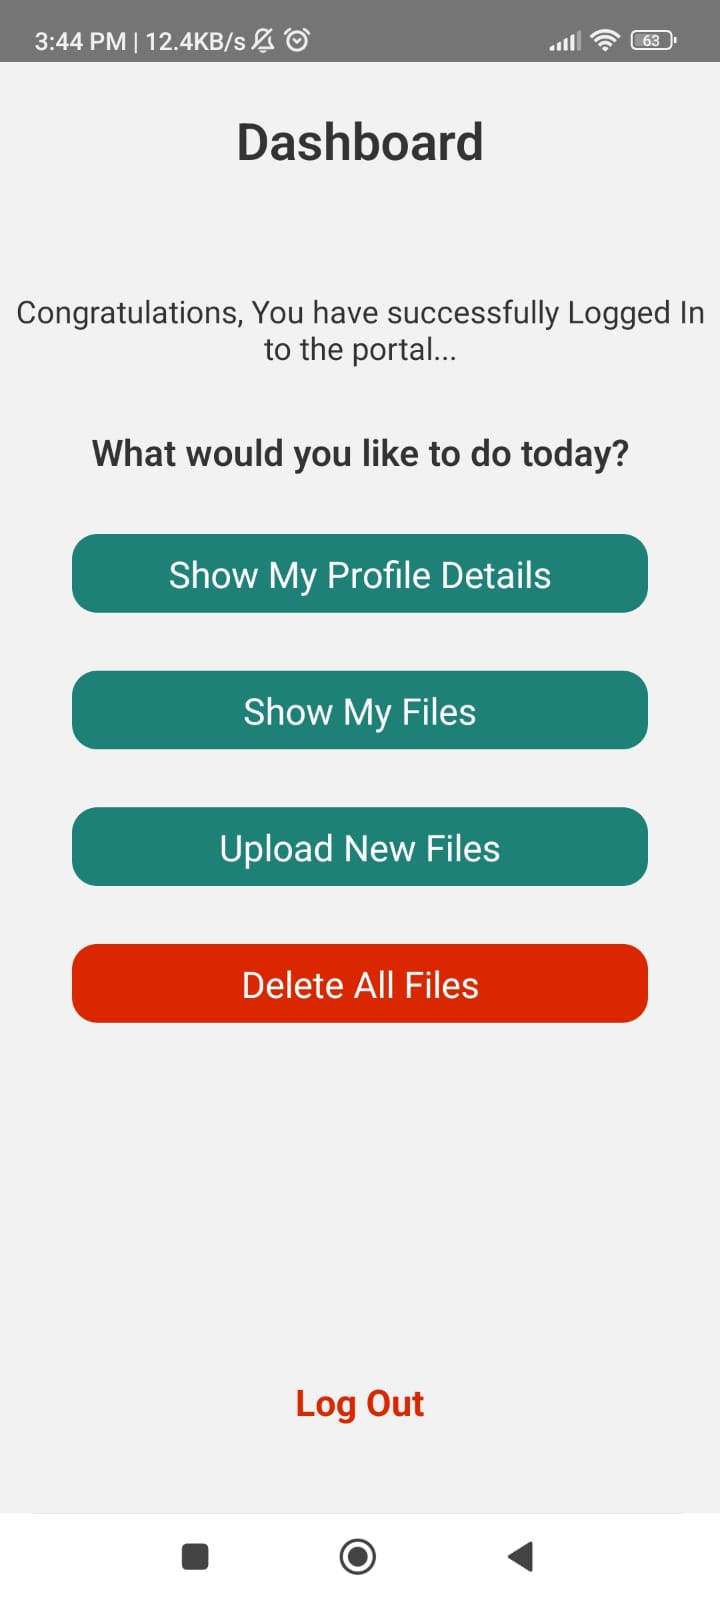 3:44 PM | 12.4KB/s 63
Dashboard
Congratulations, You have successfully Logged In
to the portal...
What would you like to do today?
Show My Profile Details
Show My Files
Upload New Files
Delete All Files
Log Out